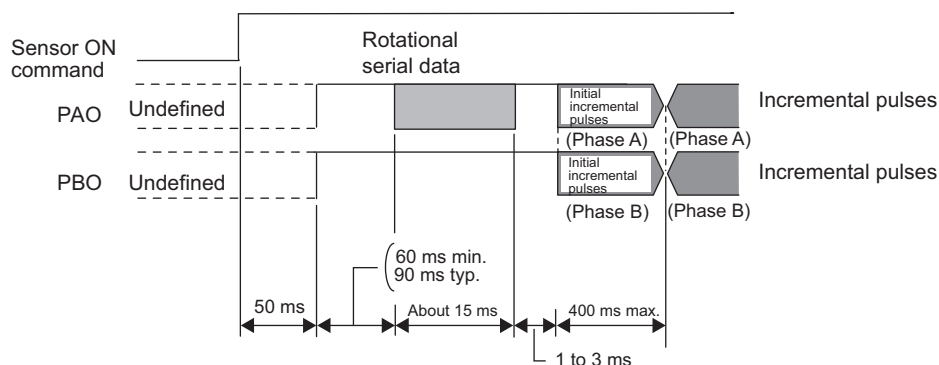 Sensor ON
command
Rotational
serial data
PAO
Undefined
Initial
incremental
pulses
(Phase A)
(Phase A)
Incremental pulses
PBO
Undefined
Initial
incremental
pulses
(Phase B)
(Phase B)
Incremental pulses
60 ms min.
90 ms typ.
50 ms
About 15 ms
400 ms max.
1 to 3 ms